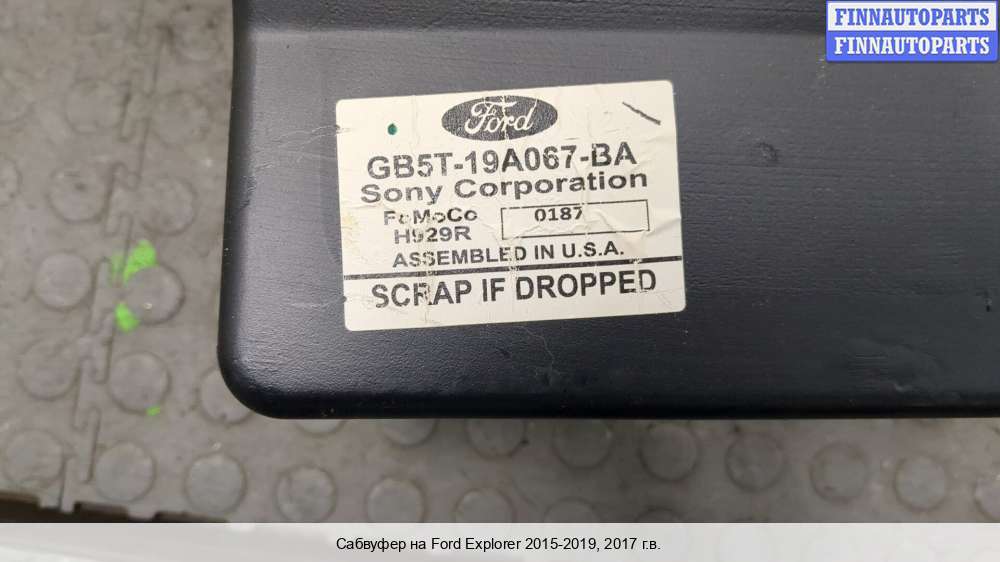 FINNAUTOPARTS
FINNAUTOPARTS
Ford
GB5T-19A067-BA
Sony Corporation
FoMoCo 0187
H929R
ASSEMBLED IN U.S.A.
SCRAP IF DROPPED
Сабвуфер на Ford Explorer 2015-2019, 2017 г.в.